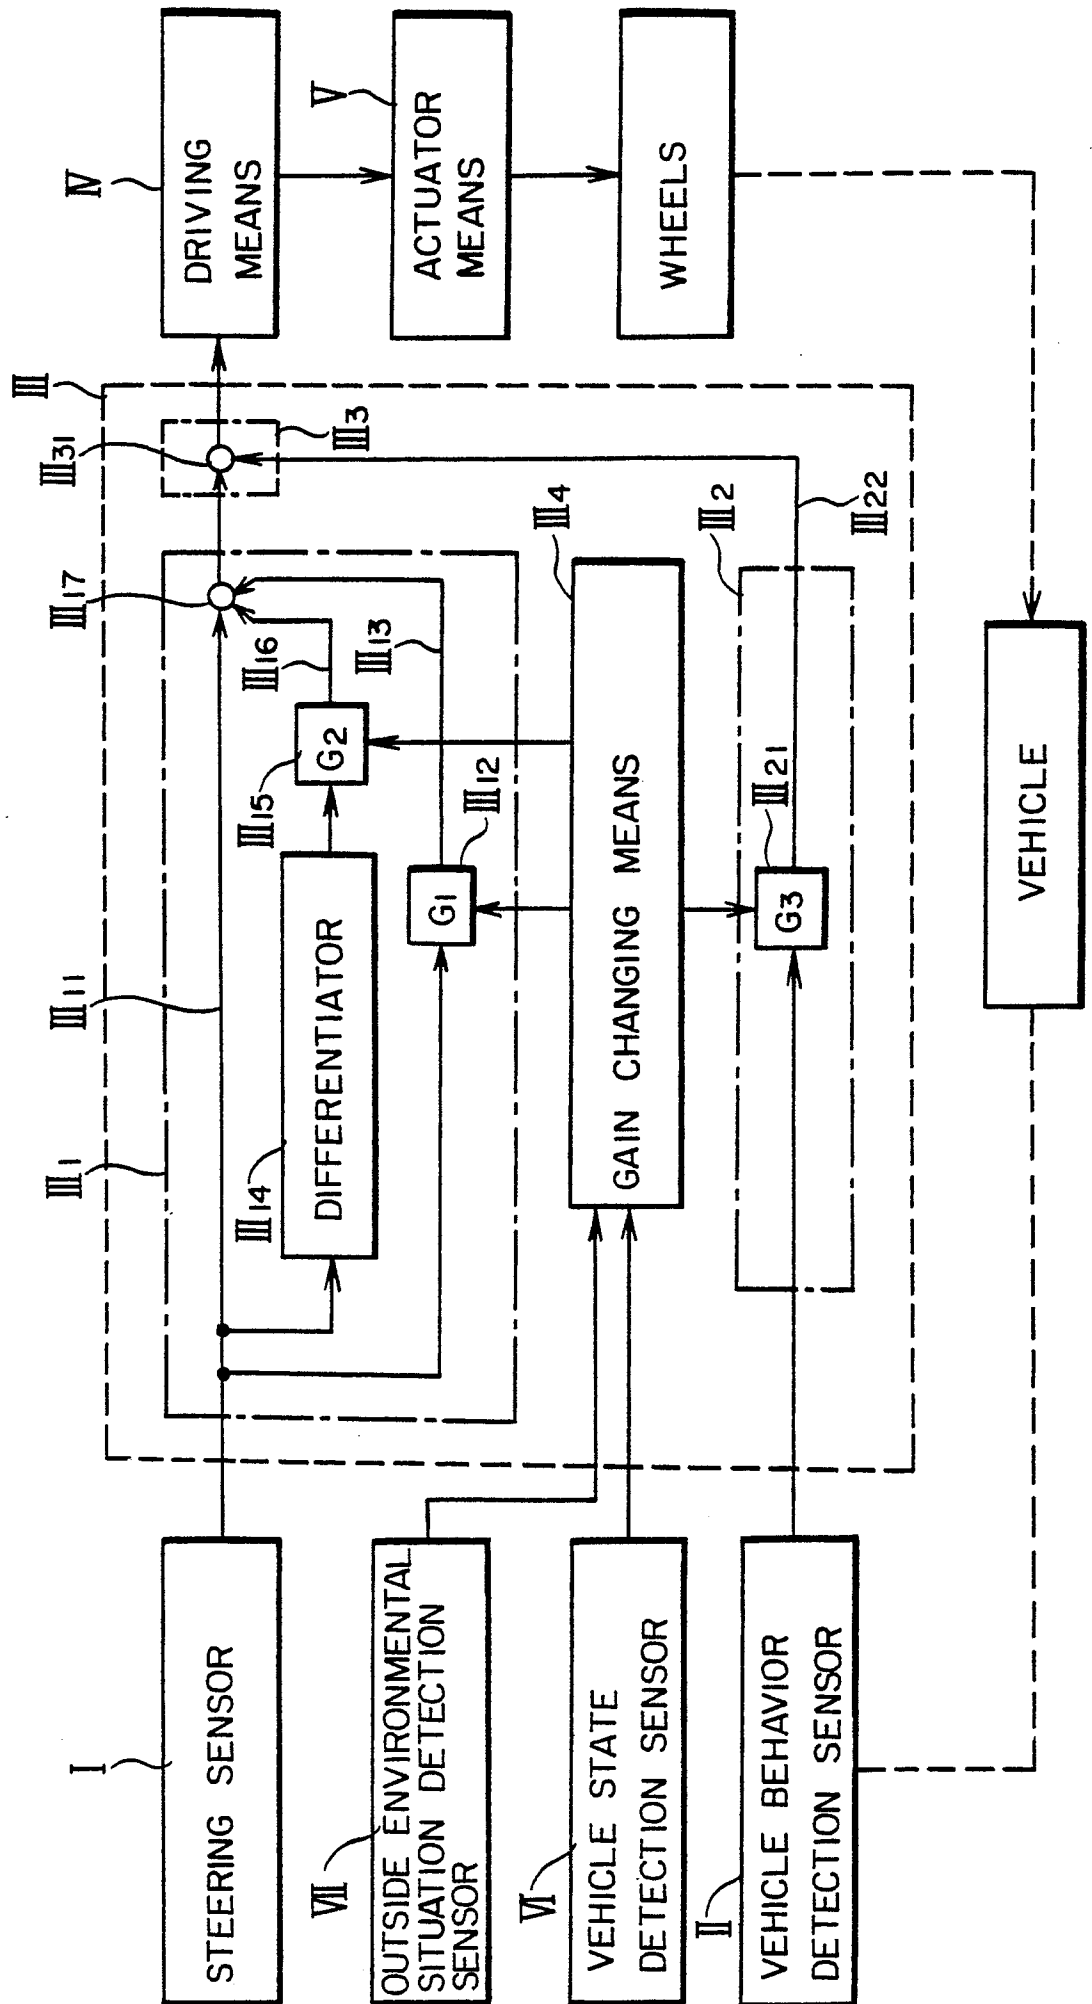 I
STEERING SENSOR
VII
OUTSIDE ENVIRONMENTAL
SITUATION DETECTION
SENSOR
VI
VEHICLE STATE
DETECTION SENSOR
II
VEHICLE BEHAVIOR
DETECTION SENSOR
III
III1
III11
III14
DIFFERENTIATOR
III15
G2
III16
III17
G1
III12
III13
GAIN CHANGING MEANS
III4
III2
G3
III21
III22
III31
III3
IV
DRIVING
MEANS
V
ACTUATOR
MEANS
WHEELS
VEHICLE